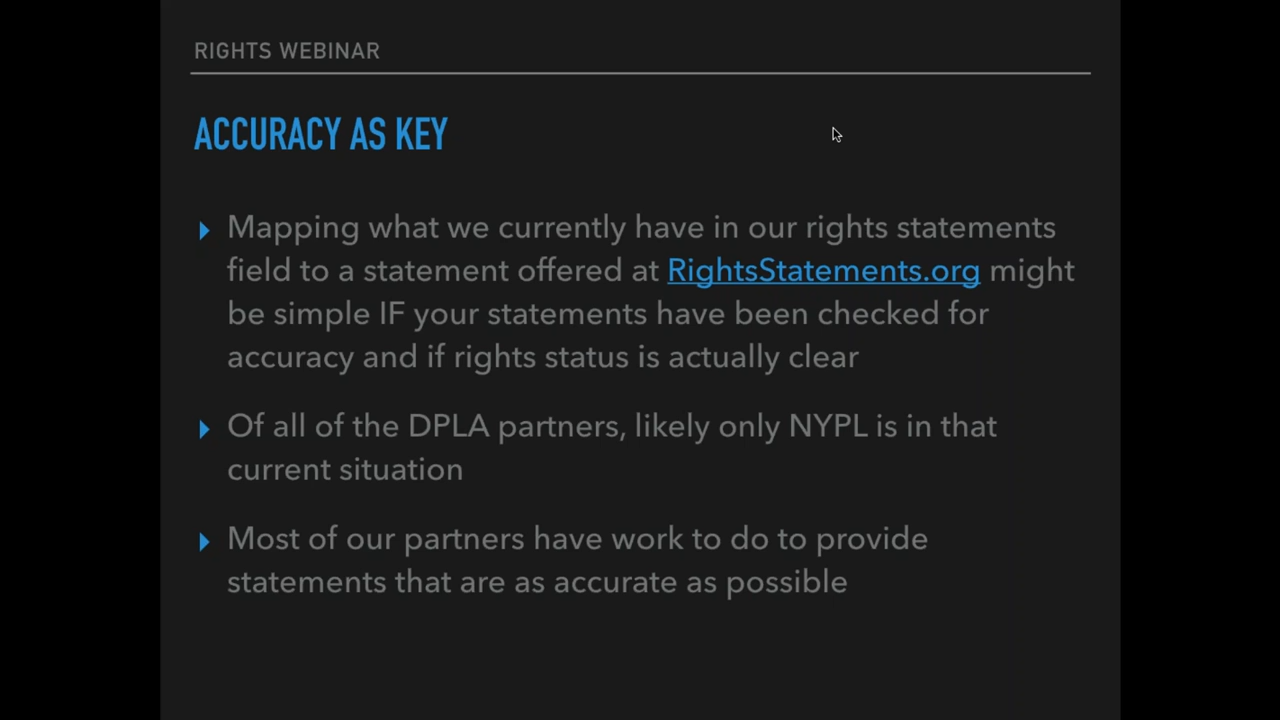 RIGHTS WEBINAR
ACCURACY AS KEY
Mapping what we currently have in our rights statements
field to a statement offered at RightsStatements.org might
be simple IF your statements have been checked for
accuracy and if rights status is actually clear
Of all of the DPLA partners, likely only NYPL is in that
current situation
Most of our partners have work to do to provide
statements that are as accurate as possible